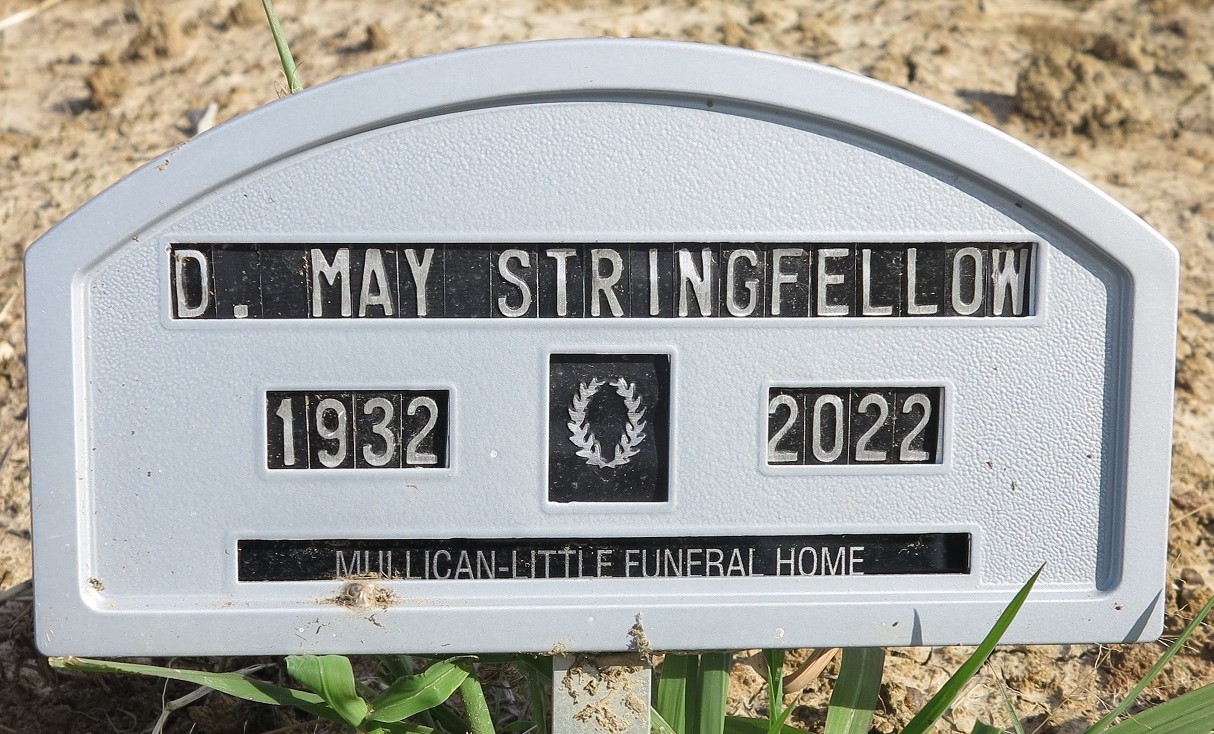 D. MAY STRINGFELLOW
1932 2022
MULLICAN-LITTLE FUNERAL HOME